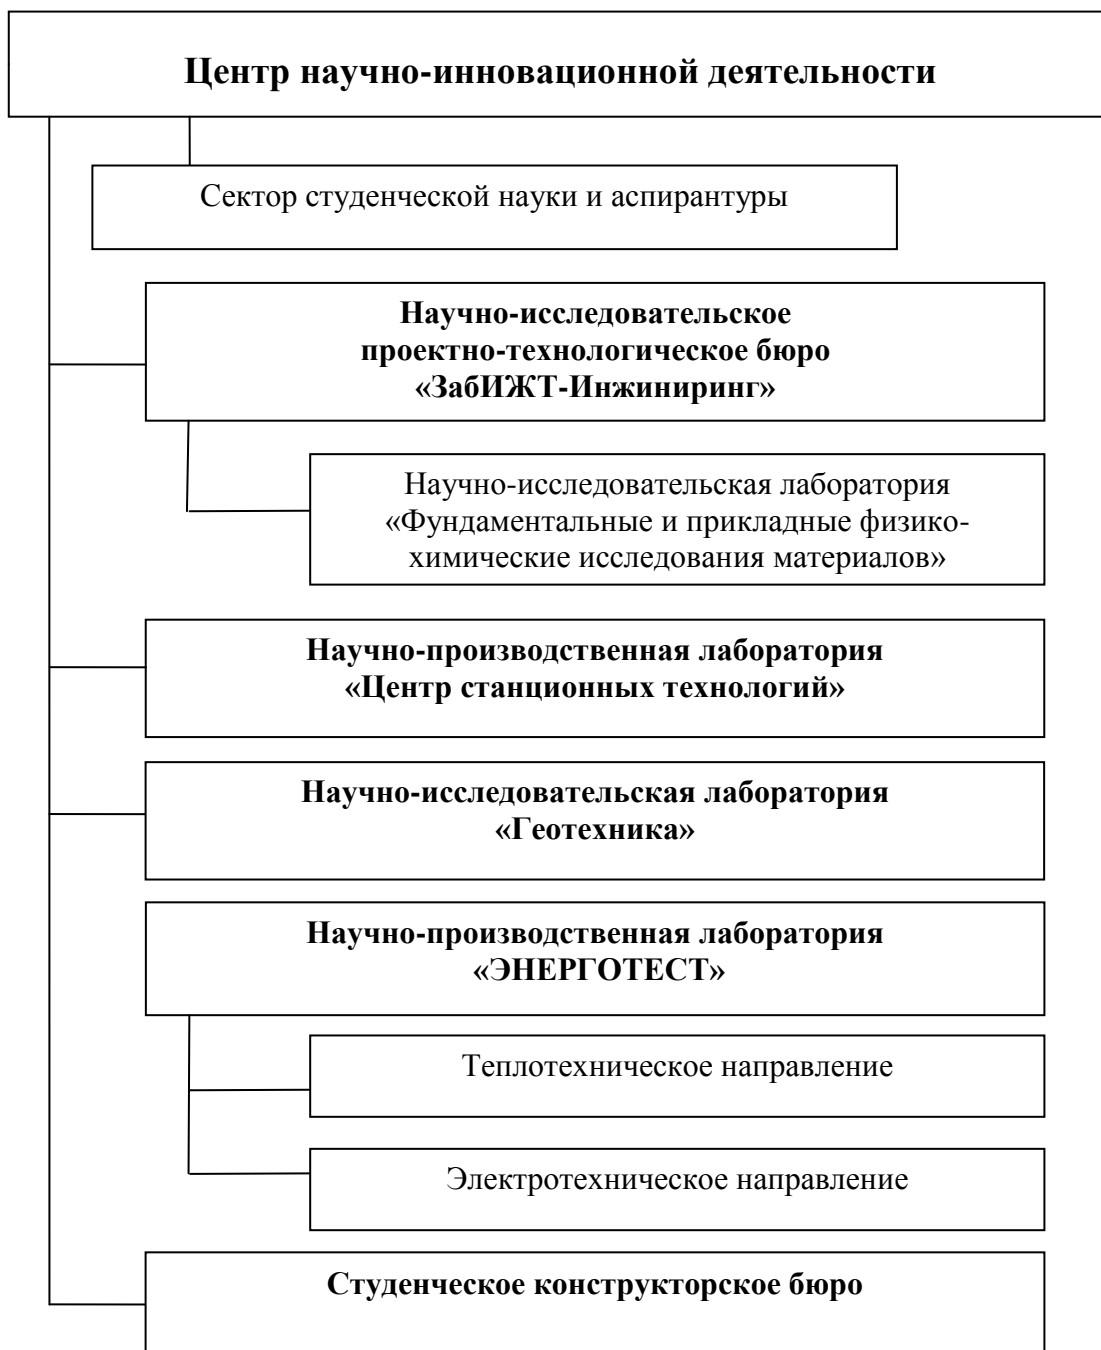 Центр научно-инновационной деятельности
Сектор студенческой науки и аспирантуры
Научно-исследовательское
проектно-технологическое бюро
«ЗабИЖТ-Инжиниринг»
Научно-исследовательская лаборатория
«Фундаментальные и прикладные физико-
химические исследования материалов»
Научно-производственная лаборатория
«Центр станционных технологий»
Научно-исследовательская лаборатория
«Геотехника»
Научно-производственная лаборатория
«ЭНЕРГОТЕСТ»
Теплотехническое направление
Электротехническое направление
Студенческое конструкторское бюро